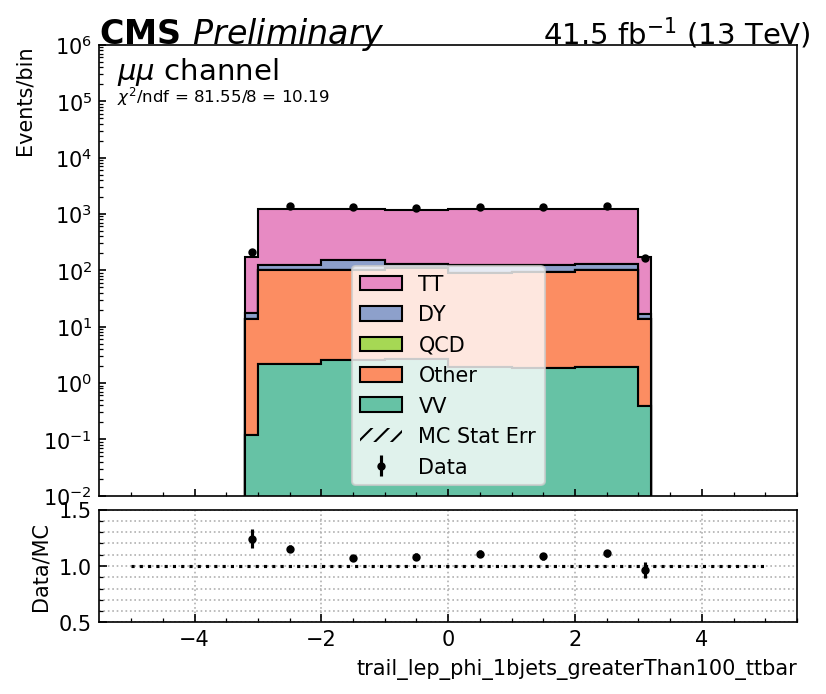 CMS Preliminary 41.5 fb⁻¹ (13 TeV)
Events/bin
μμ channel
χ²/ndf = 81.55/8 = 10.19
10⁶
10⁵
10⁴
10³
10²
10¹
10⁰
10⁻¹
10⁻²
TT
DY
QCD
Other
VV
MC Stat Err
Data
Data/MC
1.5
1.0
0.5
−4 −2 0 2 4
trail_lep_phi_1bjets_greaterThan100_ttbar